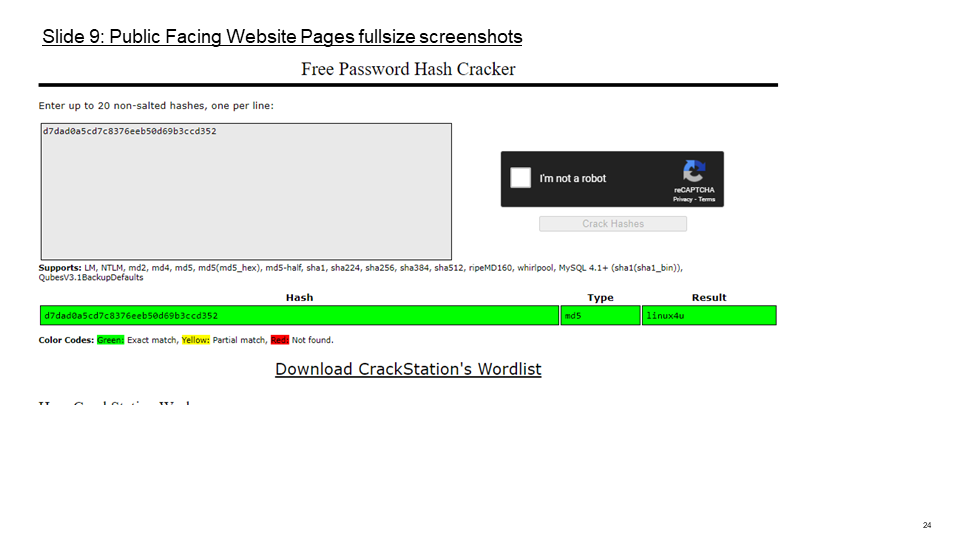 Slide 9: Public Facing Website Pages fullsize screenshots
Free Password Hash Cracker
Enter up to 20 non-salted hashes, one per line:
d7dad0a5cd7c8376eeb50d69b3ccd352
I'm not a robot
reCAPTCHA
Privacy - Terms
Crack Hashes
Supports: LM, NTLM, md2, md4, md5, md5(md5_hex), md5-half, sha1, sha224, sha256, sha384, sha512, ripeMD160, whirlpool, MySQL 4.1+ (sha1(sha1_bin)),
QubesV3.1BackupDefaults
Hash Type Result
d7dad0a5cd7c8376eeb50d69b3ccd352 md5 linux4u
Color Codes: Green: Exact match, Yellow: Partial match, Red: Not found.
Download CrackStation's Wordlist
24